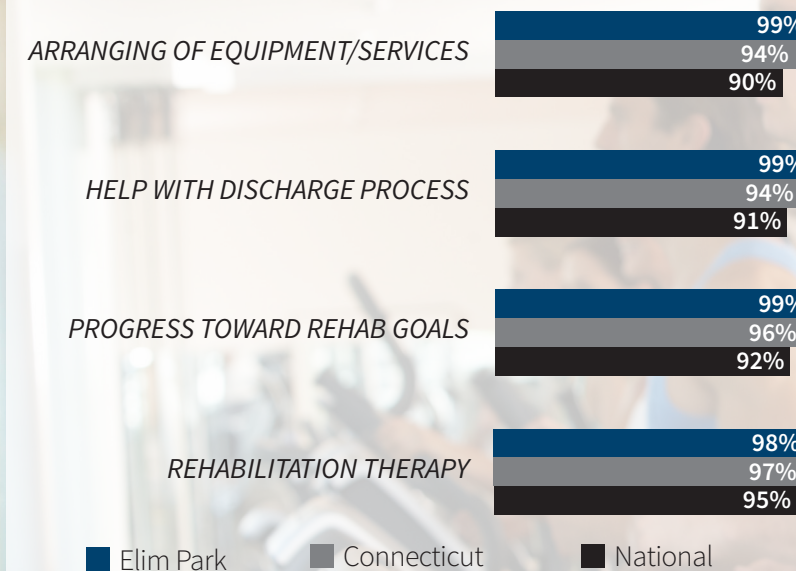 ARRANGING OF EQUIPMENT/SERVICES
99%
94%
90%
HELP WITH DISCHARGE PROCESS
99%
94%
91%
PROGRESS TOWARD REHAB GOALS
99%
96%
92%
REHABILITATION THERAPY
98%
97%
95%
Elim Park Connecticut National